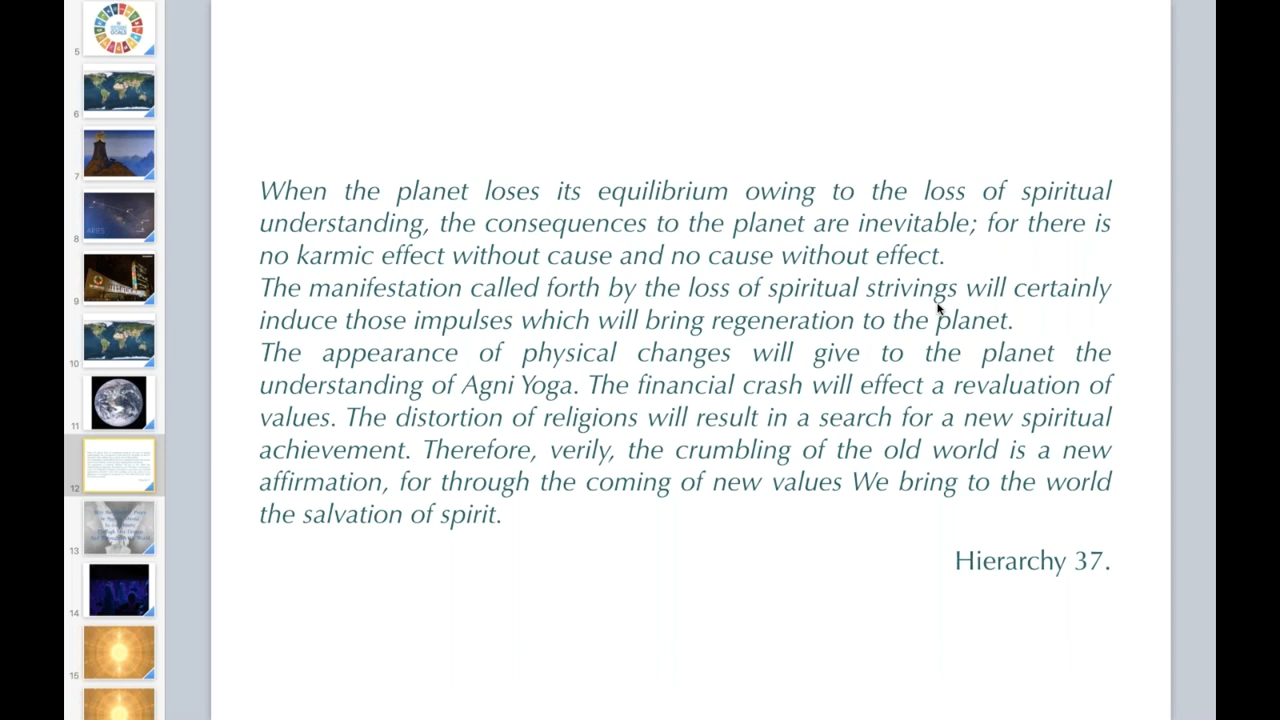 When the planet loses its equilibrium owing to the loss of spiritual
understanding, the consequences to the planet are inevitable; for there is
no karmic effect without cause and no cause without effect.
The manifestation called forth by the loss of spiritual strivings will certainly
induce those impulses which will bring regeneration to the planet.
The appearance of physical changes will give to the planet the
understanding of Agni Yoga. The financial crash will effect a revaluation of
values. The distortion of religions will result in a search for a new spiritual
achievement. Therefore, verily, the crumbling of the old world is a new
affirmation, for through the coming of new values We bring to the world
the salvation of spirit.
Hierarchy 37.
5
6
7
8
ARIES
9
10
11
12
13
14
15